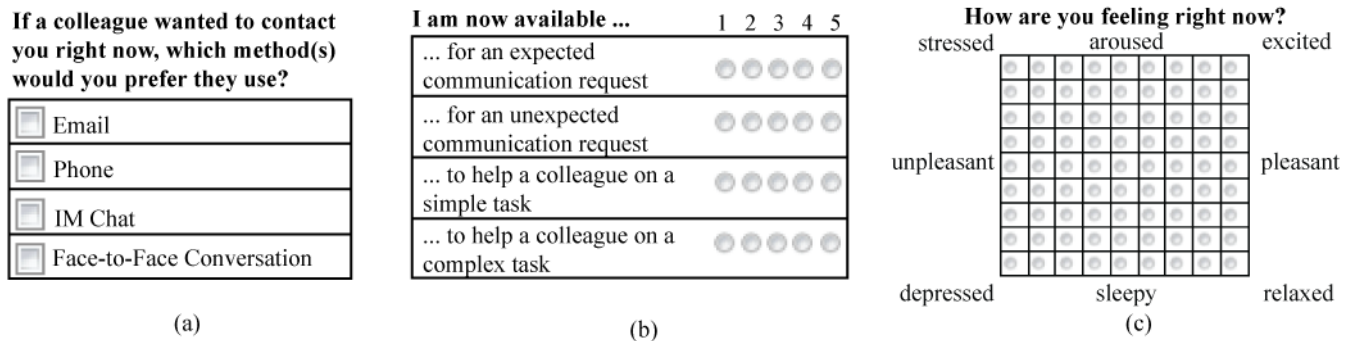 If a colleague wanted to contact
you right now, which method(s)
would you prefer they use?
Email
Phone
IM Chat
Face-to-Face Conversation
(a)
I am now available ... 1 2 3 4 5
... for an expected
communication request
... for an unexpected
communication request
... to help a colleague on a
simple task
... to help a colleague on a
complex task
(b)
How are you feeling right now?
stressed aroused excited
unpleasant pleasant
depressed sleepy relaxed
(c)